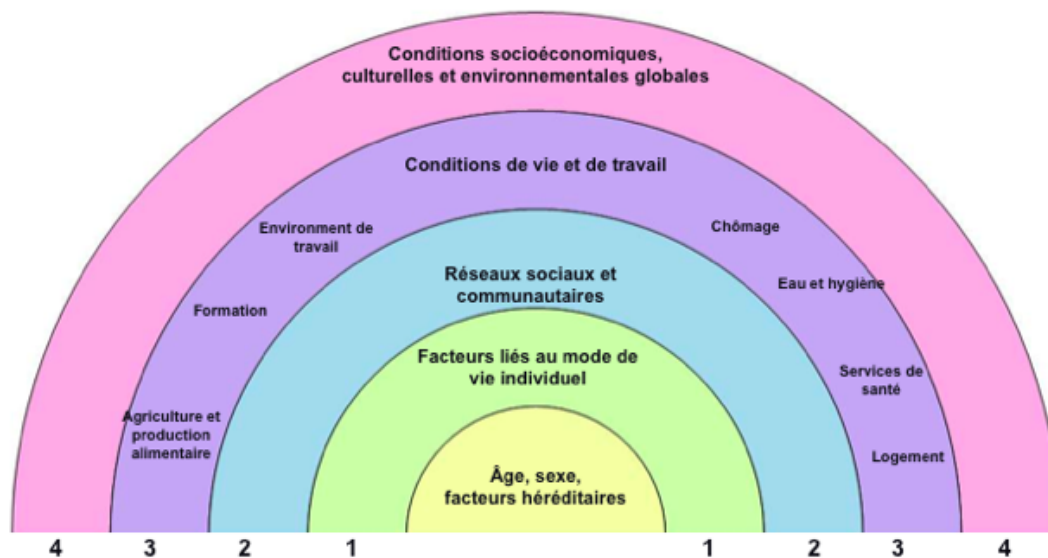 Conditions socioéconomiques,
culturelles et environnementales globales
Conditions de vie et de travail
Environment de
travail
Chômage
Réseaux sociaux et
communautaires
Eau et hygiène
Formation
Facteurs liés au mode de
vie individuel
Services de
santé
Agriculture et
production
alimentaire
Logement
Âge, sexe,
facteurs héréditaires
4 3 2 1 1 2 3 4